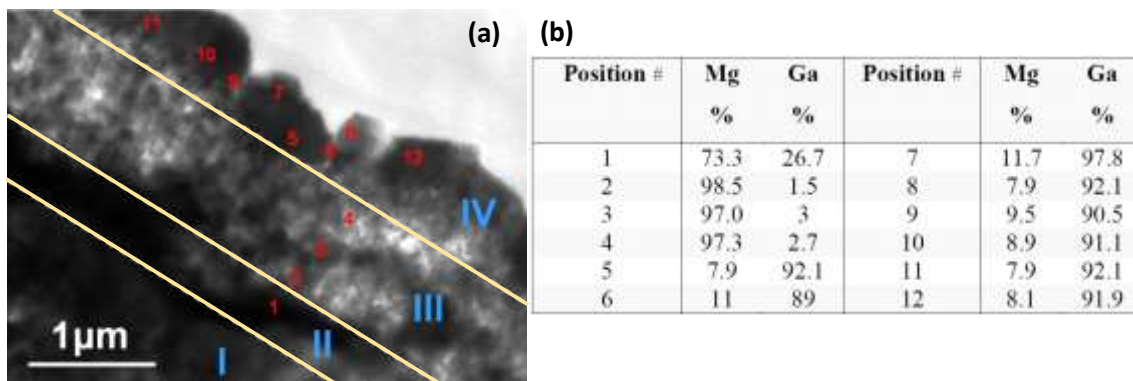 (a)
(b)
11
10
9
7
5
6
8
12
4
3
2
1
IV
III
II
I
1µm
Position # Mg Ga Position # Mg Ga
% % % %
1 73.3 26.7 7 11.7 97.8
2 98.5 1.5 8 7.9 92.1
3 97.0 3 9 9.5 90.5
4 97.3 2.7 10 8.9 91.1
5 7.9 92.1 11 7.9 92.1
6 11 89 12 8.1 91.9